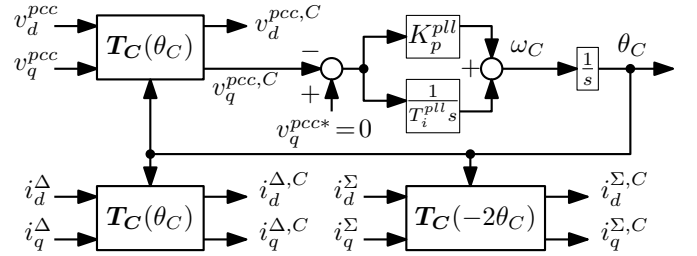 v_d^{pcc} T_C(θ_C) v_d^{pcc,C}
v_q^{pcc} v_q^{pcc,C}
− +
v_q^{pcc*}=0
K_p^{pll}
1/(T_i^{pll}s)
+ ω_C 1/s θ_C
i_d^Δ T_C(θ_C) i_d^{Δ,C}
i_q^Δ i_q^{Δ,C}
i_d^Σ T_C(−2θ_C) i_d^{Σ,C}
i_q^Σ i_q^{Σ,C}